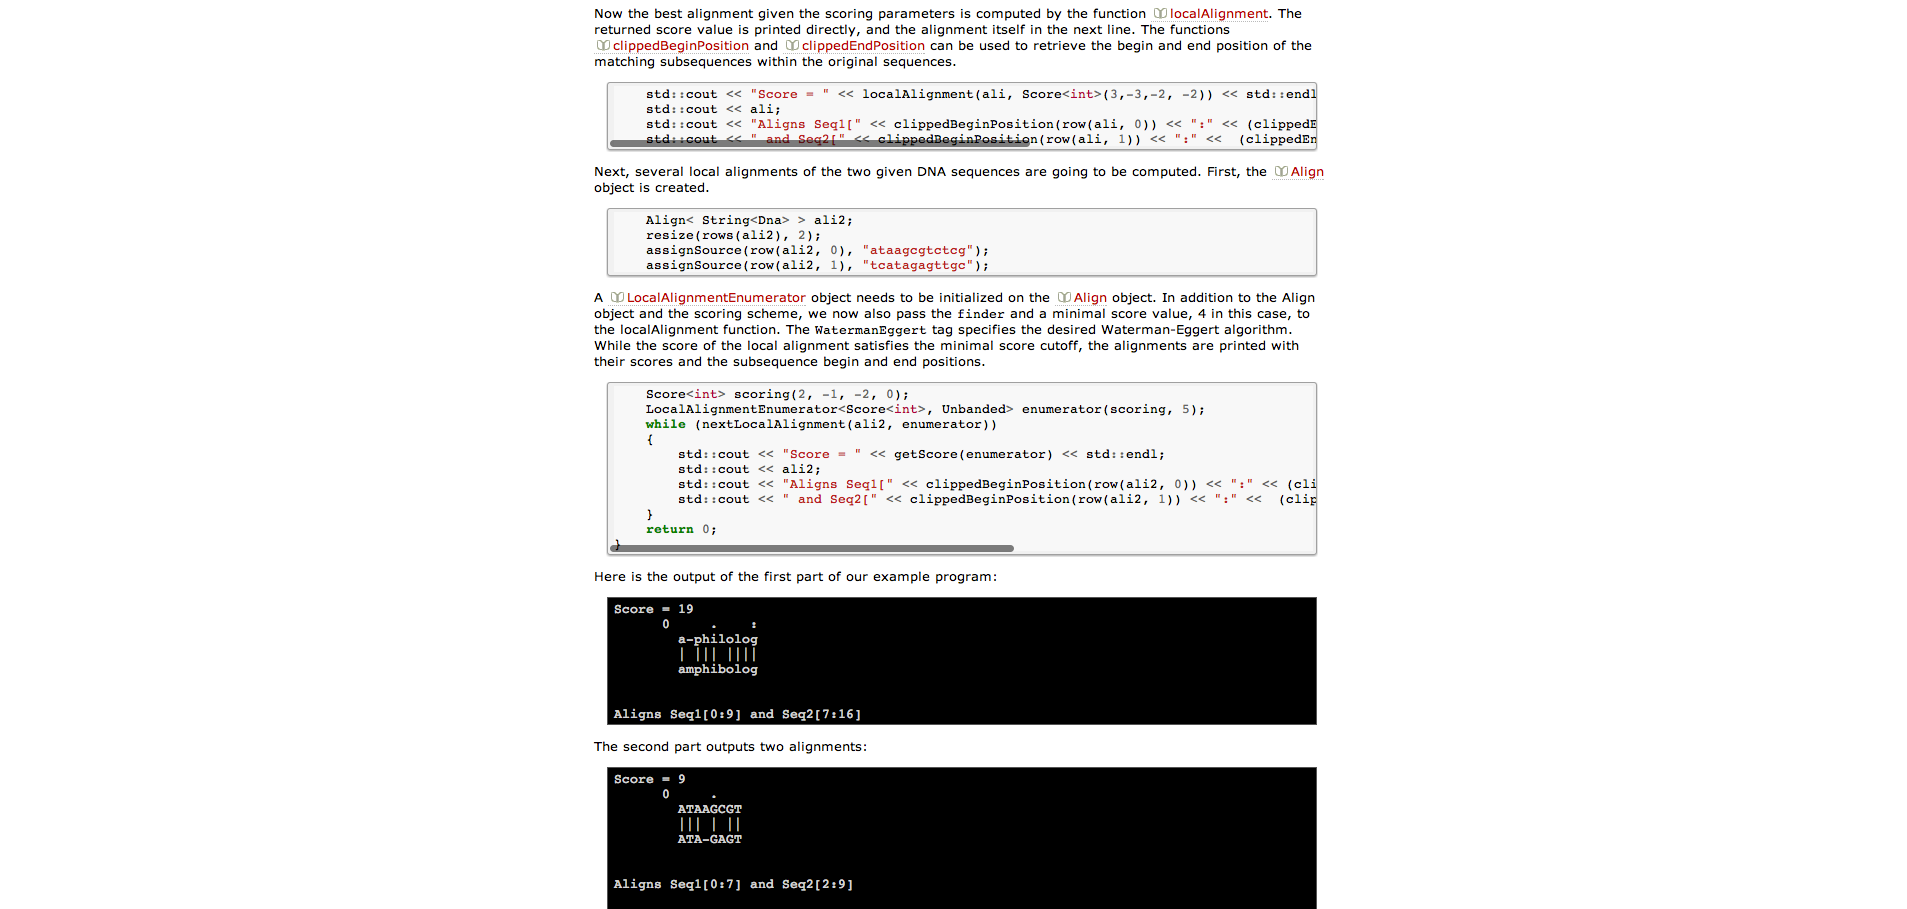 Now the best alignment given the scoring parameters is computed by the function localAlignment. The
returned score value is printed directly, and the alignment itself in the next line. The functions
clippedBeginPosition and clippedEndPosition can be used to retrieve the begin and end position of the
matching subsequences within the original sequences.
std::cout << "Score = " << localAlignment(ali, Score<int>(3,-3,-2, -2)) << std::endl
std::cout << ali;
std::cout << "Aligns Seq1[" << clippedBeginPosition(row(ali, 0)) << ":" << (clippedE
std::cout << " and Seq2[" << clippedBeginPosition(row(ali, 1)) << ":" <<  (clippedEn
Next, several local alignments of the two given DNA sequences are going to be computed. First, the Align
object is created.
Align< String<Dna> > ali2;
resize(rows(ali2), 2);
assignSource(row(ali2, 0), "ataagcgtctcg");
assignSource(row(ali2, 1), "tcatagagttgc");
A LocalAlignmentEnumerator object needs to be initialized on the Align object. In addition to the Align
object and the scoring scheme, we now also pass the finder and a minimal score value, 4 in this case, to
the localAlignment function. The WatermanEggert tag specifies the desired Waterman-Eggert algorithm.
While the score of the local alignment satisfies the minimal score cutoff, the alignments are printed with
their scores and the subsequence begin and end positions.
Score<int> scoring(2, -1, -2, 0);
LocalAlignmentEnumerator<Score<int>, Unbanded> enumerator(scoring, 5);
while (nextLocalAlignment(ali2, enumerator))
{
std::cout << "Score = " << getScore(enumerator) << std::endl;
std::cout << ali2;
std::cout << "Aligns Seq1[" << clippedBeginPosition(row(ali2, 0)) << ":" << (cli
std::cout << " and Seq2[" << clippedBeginPosition(row(ali2, 1)) << ":" <<  (clip
}
return 0;
}
Here is the output of the first part of our example program:
Score = 19
0     .    :
a-philolog
| ||| ||||
amphibolog
Aligns Seq1[0:9] and Seq2[7:16]
The second part outputs two alignments:
Score = 9
0     .
ATAAGCGT
||| | ||
ATA-GAGT
Aligns Seq1[0:7] and Seq2[2:9]